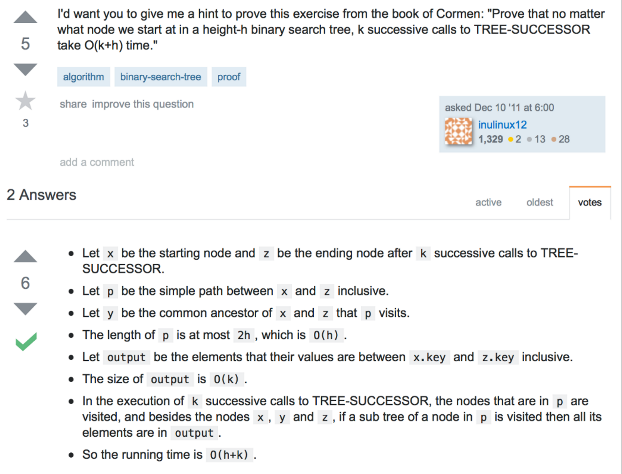 I'd want you to give me a hint to prove this exercise from the book of Cormen: "Prove that no matter
what node we start at in a height-h binary search tree, k successive calls to TREE-SUCCESSOR
take O(k+h) time."
5
3
algorithm binary-search-tree proof
share improve this question
asked Dec 10 '11 at 6:00
inulinux12
1,329 2 13 28
add a comment
2 Answers
active oldest votes
6
• Let x be the starting node and z be the ending node after k successive calls to TREE-
SUCCESSOR.
• Let p be the simple path between x and z inclusive.
• Let y be the common ancestor of x and z that p visits.
• The length of p is at most 2h , which is O(h) .
• Let output be the elements that their values are between x.key and z.key inclusive.
• The size of output is O(k) .
• In the execution of k successive calls to TREE-SUCCESSOR, the nodes that are in p are
visited, and besides the nodes x , y and z , if a sub tree of a node in p is visited then all its
elements are in output .
• So the running time is O(h+k) .